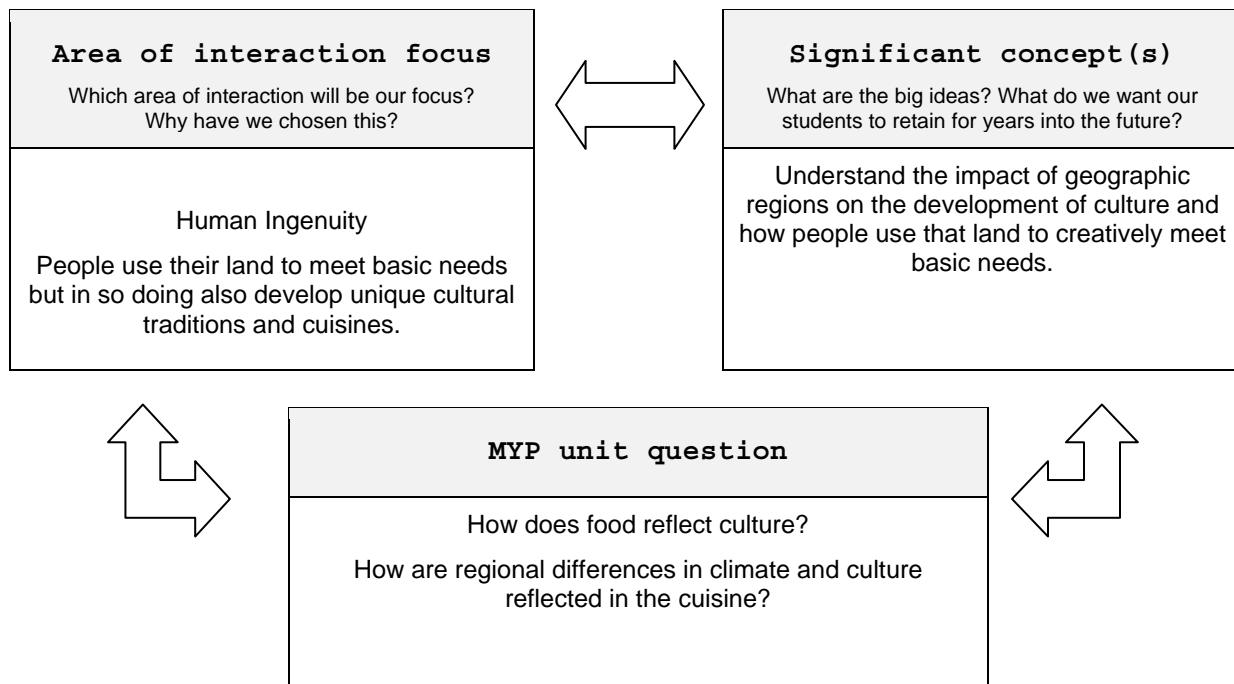 Area of interaction focus
Which area of interaction will be our focus?
Why have we chosen this?
Human Ingenuity
People use their land to meet basic needs
but in so doing also develop unique cultural
traditions and cuisines.
Significant concept(s)
What are the big ideas? What do we want our
students to retain for years into the future?
Understand the impact of geographic
regions on the development of culture and
how people use that land to creatively meet
basic needs.
MYP unit question
How does food reflect culture?
How are regional differences in climate and culture
reflected in the cuisine?